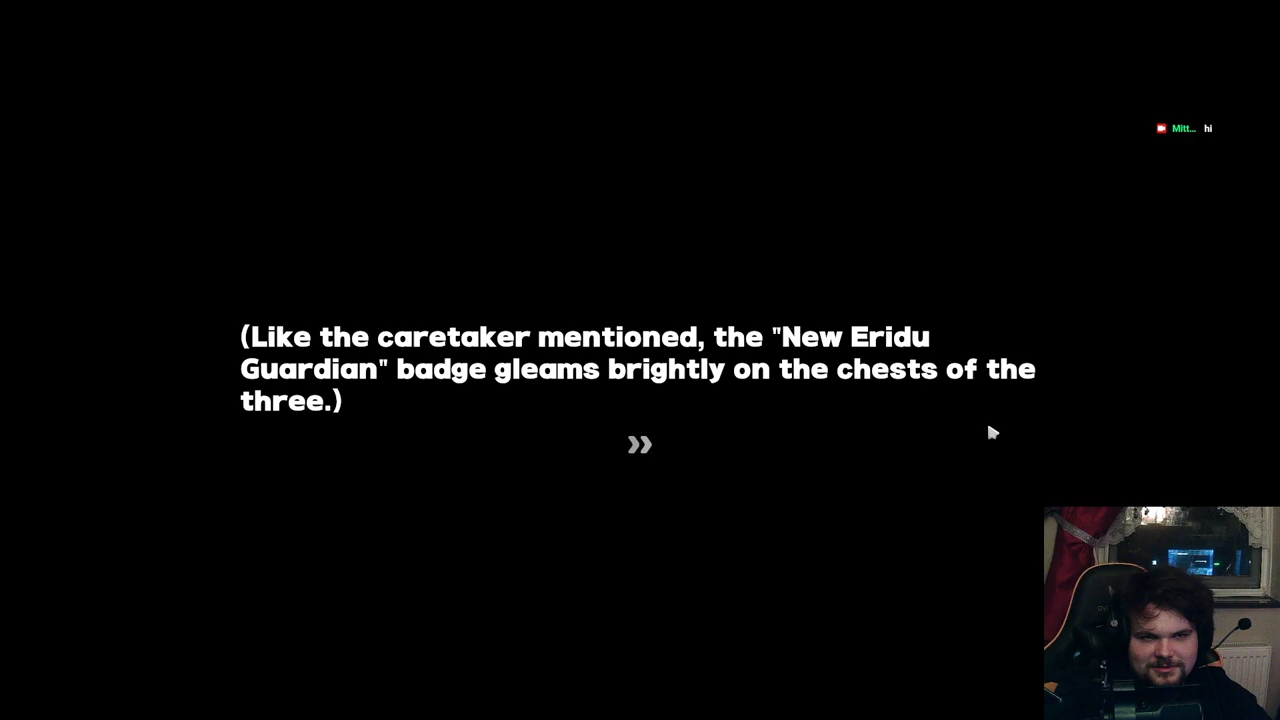 Mitt... hi
(Like the caretaker mentioned, the "New Eridu
Guardian" badge gleams brightly on the chests of the
three.)